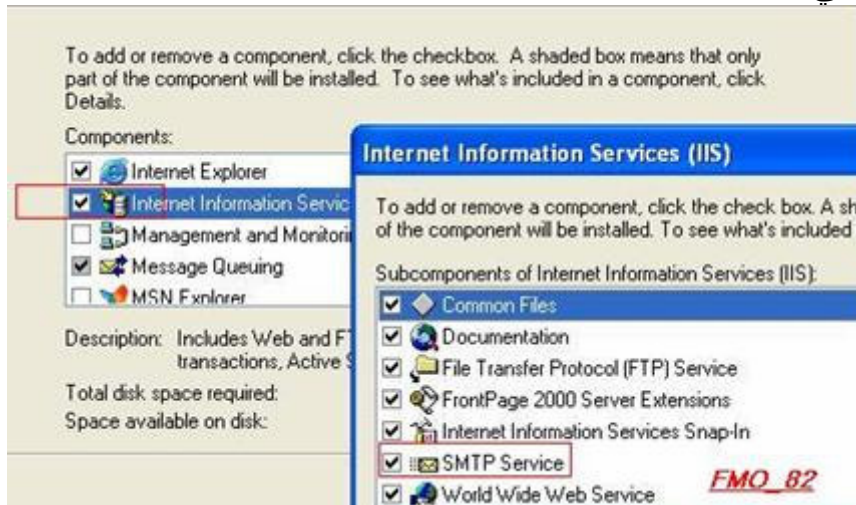 To add or remove a component, click the checkbox. A shaded box means that only
part of the component will be installed. To see what's included in a component, click
Details.
Components:
Internet Explorer
Internet Information Servic
Management and Monitorin
Message Queuing
MSN Explorer
Description: Includes Web and F
transactions, Active S
Total disk space required:
Space available on disk:
Internet Information Services (IIS)
To add or remove a component, click the check box. A sh
of the component will be installed. To see what's included
Subcomponents of Internet Information Services (IIS):
Common Files
Documentation
File Transfer Protocol (FTP) Service
FrontPage 2000 Server Extensions
Internet Information Services Snap-In
SMTP Service
World Wide Web Service
FMO_82